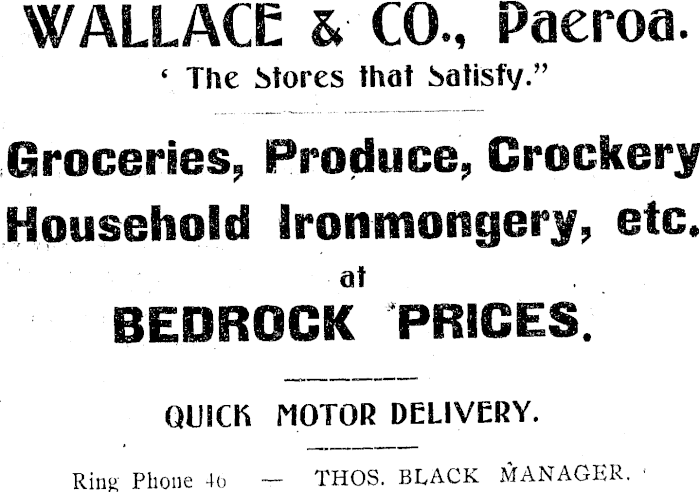 WALLACE & CO., Paeroa.
‘ The Stores that Satisfy.”
Groceries, Produce, Crockery
Household Ironmongery, etc.
at
BEDROCK PRICES.
QUICK MOTOR DELIVERY.
Ring Phone 46 — THOS. BLACK MANAGER.